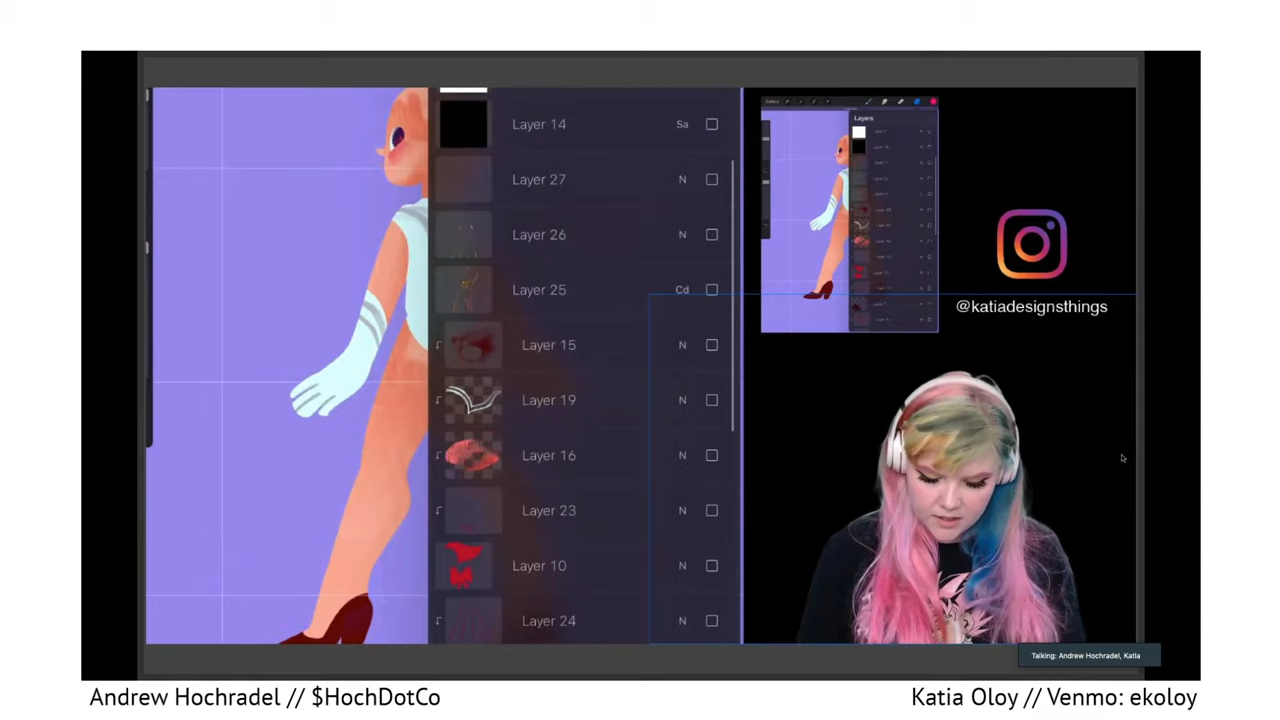 Layer 14 Sa
Layer 27 N
Layer 26 N
Layer 25 Cd
Layer 15 N
Layer 19 N
Layer 16 N
Layer 23 N
Layer 10 N
Layer 24 N
Layers
@katiadesignsthings
Talking: Andrew Hochradel, Katia
Andrew Hochradel // $HochDotCo
Katia Oloy // Venmo: ekoloy